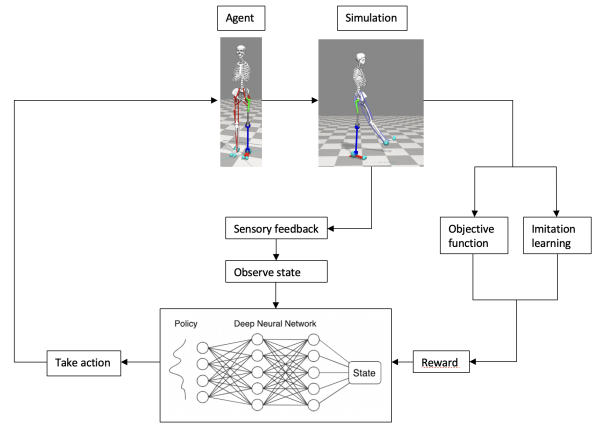 Agent
Simulation
Sensory feedback
Objective
function
Imitation
learning
Observe state
Policy
Deep Neural Network
State
Take action
Reward